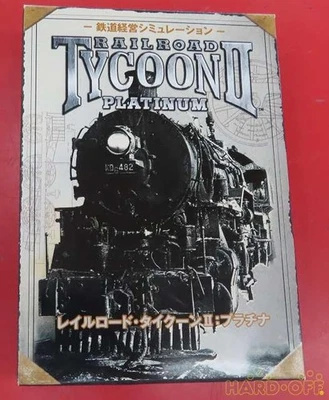 －鉄道経営シミュレーション－
RAILROAD
TYCOON II
PLATINUM
482
レイルロード・タイクーンII:プラチナ
HARD-OFF